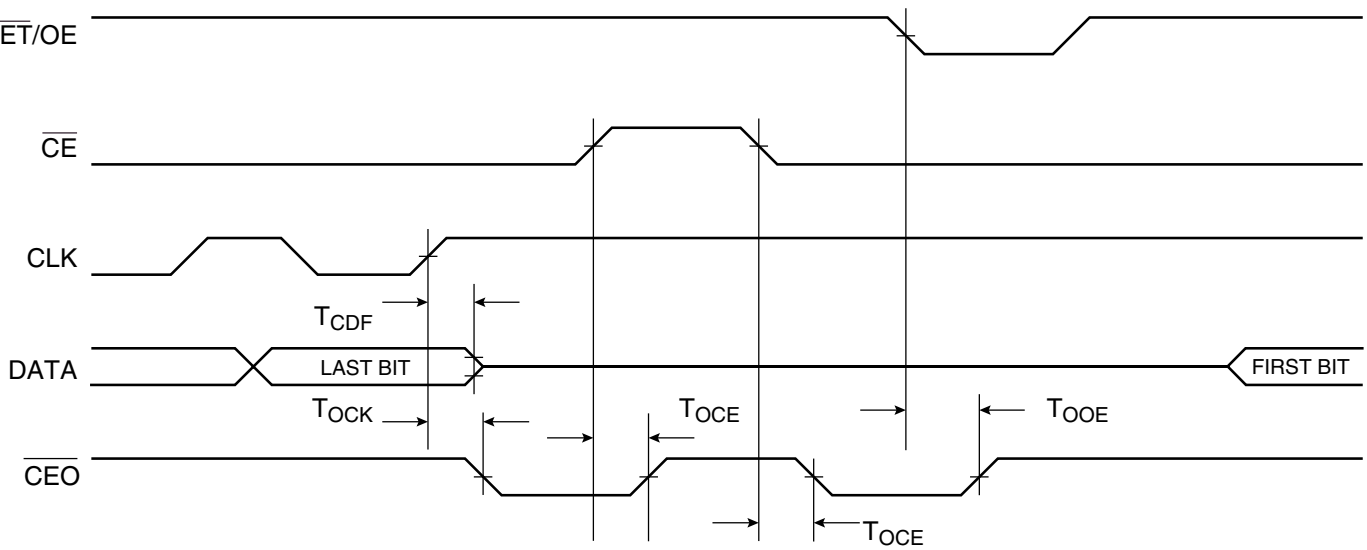 ET/OE
CE
CLK
TCDF
DATA
LAST BIT
FIRST BIT
TOCK
TOCE
TOOE
CEO
TOCE